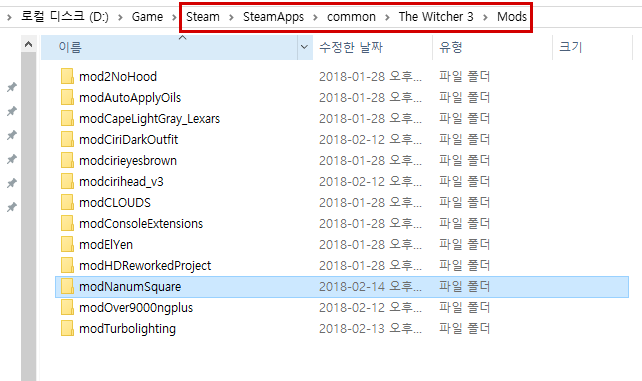 로컬 디스크 (D:) > Game > Steam > SteamApps > common > The Witcher 3 > Mods
이름 수정한 날짜 유형 크기
mod2NoHood 2018-01-28 오후... 파일 폴더
modAutoApplyOils 2018-01-28 오후... 파일 폴더
modCapeLightGray_Lexars 2018-01-28 오후... 파일 폴더
modCiriDarkOutfit 2018-02-12 오후... 파일 폴더
modcirieyesbrown 2018-01-28 오후... 파일 폴더
modcirihead_v3 2018-02-12 오후... 파일 폴더
modCLOUDS 2018-01-28 오후... 파일 폴더
modConsoleExtensions 2018-01-28 오후... 파일 폴더
modElYen 2018-01-28 오후... 파일 폴더
modHDReworkedProject 2018-01-28 오후... 파일 폴더
modNanumSquare 2018-02-14 오후... 파일 폴더
modOver9000ngplus 2018-02-12 오후... 파일 폴더
modTurbolighting 2018-02-13 오후... 파일 폴더